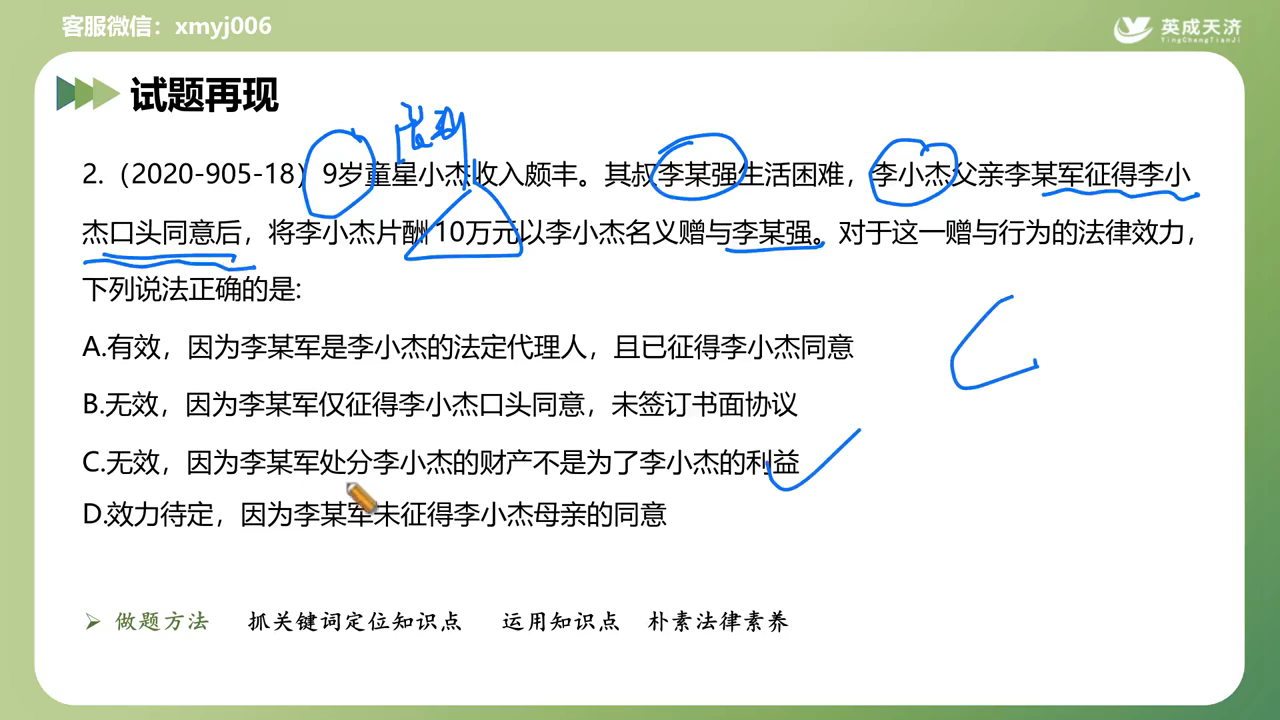 客服微信：xmyj006
英成天济
YingChengTianJi
试题再现
2.（2020-905-18）9岁童星小杰收入颇丰。其叔李某强生活困难，李小杰父亲李某军征得李小
杰口头同意后，将李小杰片酬10万元以李小杰名义赠与李某强。对于这一赠与行为的法律效力，
下列说法正确的是:
A.有效，因为李某军是李小杰的法定代理人，且已征得李小杰同意
B.无效，因为李某军仅征得李小杰口头同意，未签订书面协议
C.无效，因为李某军处分李小杰的财产不是为了李小杰的利益
D.效力待定，因为李某军未征得李小杰母亲的同意
做题方法 抓关键词定位知识点 运用知识点 朴素法律素养